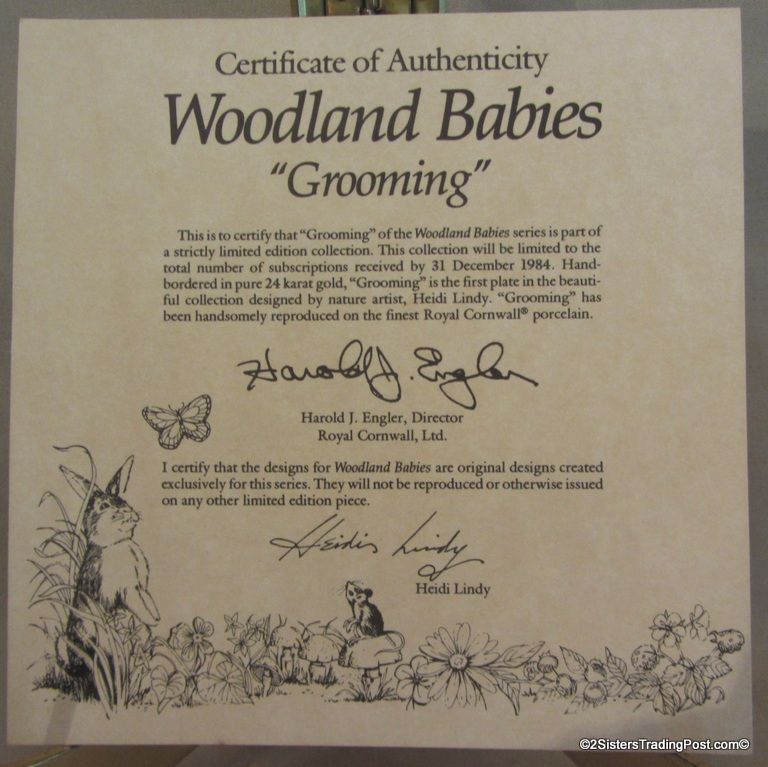 Certificate of Authenticity
Woodland Babies
“Grooming”
This is to certify that “Grooming” of the Woodland Babies series is part of
a strictly limited edition collection. This collection will be limited to the
total number of subscriptions received by 31 December 1984. Hand-
bordered in pure 24 karat gold, “Grooming” is the first plate in the beauti-
ful collection designed by nature artist, Heidi Lindy. “Grooming” has
been handsomely reproduced on the finest Royal Cornwall® porcelain.
Harold J. Engler
Harold J. Engler, Director
Royal Cornwall, Ltd.
I certify that the designs for Woodland Babies are original designs created
exclusively for this series. They will not be reproduced or otherwise issued
on any other limited edition piece.
Heidi Lindy
Heidi Lindy
©2SistersTradingPost.com©